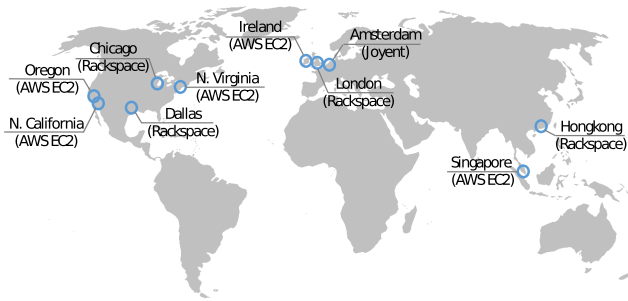 Ireland
(AWS EC2)
Amsterdam
(Joyent)
Chicago
(Rackspace)
Oregon
(AWS EC2)
N. Virginia
(AWS EC2)
London
(Rackspace)
Dallas
(Rackspace)
N. California
(AWS EC2)
Hongkong
(Rackspace)
Singapore
(AWS EC2)